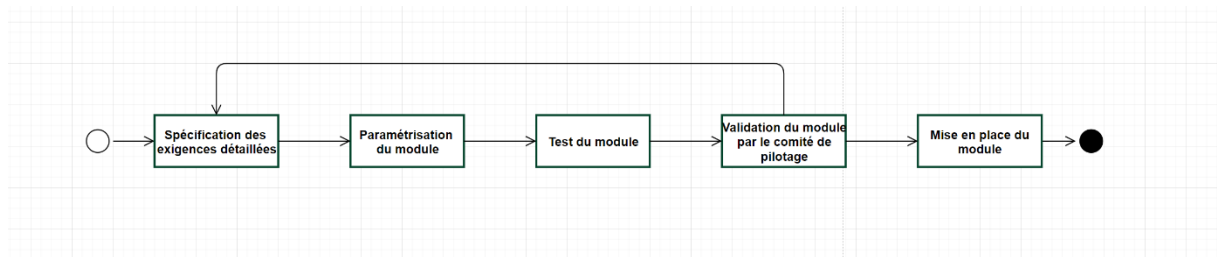 Spécification des
exigences détaillées
Paramétrisation
du module
Test du module
Validation du module
par le comité de
pilotage
Mise en place du
module